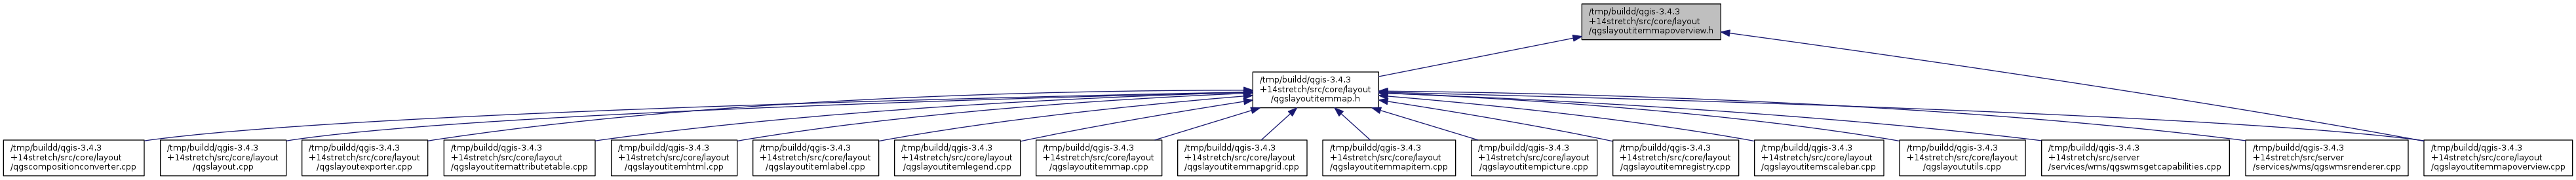 /tmp/buildd/qgis-3.4.3
+14stretch/src/core/layout
/qgslayoutitemmapoverview.h
/tmp/buildd/qgis-3.4.3
+14stretch/src/core/layout
/qgslayoutitemmap.h
/tmp/buildd/qgis-3.4.3
+14stretch/src/core/layout
/qgscompositionconverter.cpp
/tmp/buildd/qgis-3.4.3
+14stretch/src/core/layout
/qgslayout.cpp
/tmp/buildd/qgis-3.4.3
+14stretch/src/core/layout
/qgslayoutexporter.cpp
/tmp/buildd/qgis-3.4.3
+14stretch/src/core/layout
/qgslayoutitemattributetable.cpp
/tmp/buildd/qgis-3.4.3
+14stretch/src/core/layout
/qgslayoutitemhtml.cpp
/tmp/buildd/qgis-3.4.3
+14stretch/src/core/layout
/qgslayoutitemlabel.cpp
/tmp/buildd/qgis-3.4.3
+14stretch/src/core/layout
/qgslayoutitemlegend.cpp
/tmp/buildd/qgis-3.4.3
+14stretch/src/core/layout
/qgslayoutitemmap.cpp
/tmp/buildd/qgis-3.4.3
+14stretch/src/core/layout
/qgslayoutitemmapgrid.cpp
/tmp/buildd/qgis-3.4.3
+14stretch/src/core/layout
/qgslayoutitemmapitem.cpp
/tmp/buildd/qgis-3.4.3
+14stretch/src/core/layout
/qgslayoutitempicture.cpp
/tmp/buildd/qgis-3.4.3
+14stretch/src/core/layout
/qgslayoutitemregistry.cpp
/tmp/buildd/qgis-3.4.3
+14stretch/src/core/layout
/qgslayoutitemscalebar.cpp
/tmp/buildd/qgis-3.4.3
+14stretch/src/core/layout
/qgslayoututils.cpp
/tmp/buildd/qgis-3.4.3
+14stretch/src/server
/services/wms/qgswmsgetcapabilities.cpp
/tmp/buildd/qgis-3.4.3
+14stretch/src/server
/services/wms/qgswmsrenderer.cpp
/tmp/buildd/qgis-3.4.3
+14stretch/src/core/layout
/qgslayoutitemmapoverview.cpp